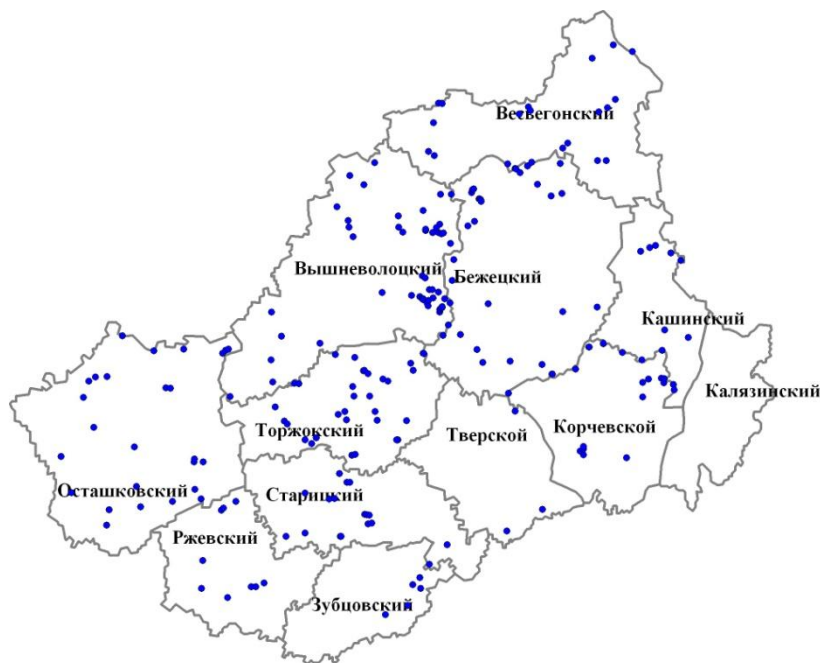 Весьегонский
Вышневолоцкий
Бежецкий
Кашинский
Калязинский
Торжокский
Тверской
Корчевской
Осташковский
Старицкий
Ржевский
Зубцовский